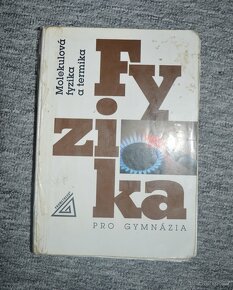 Molekulová
fyzika
a termika
Fy
zi
ka
PRO GYMNÁZIA